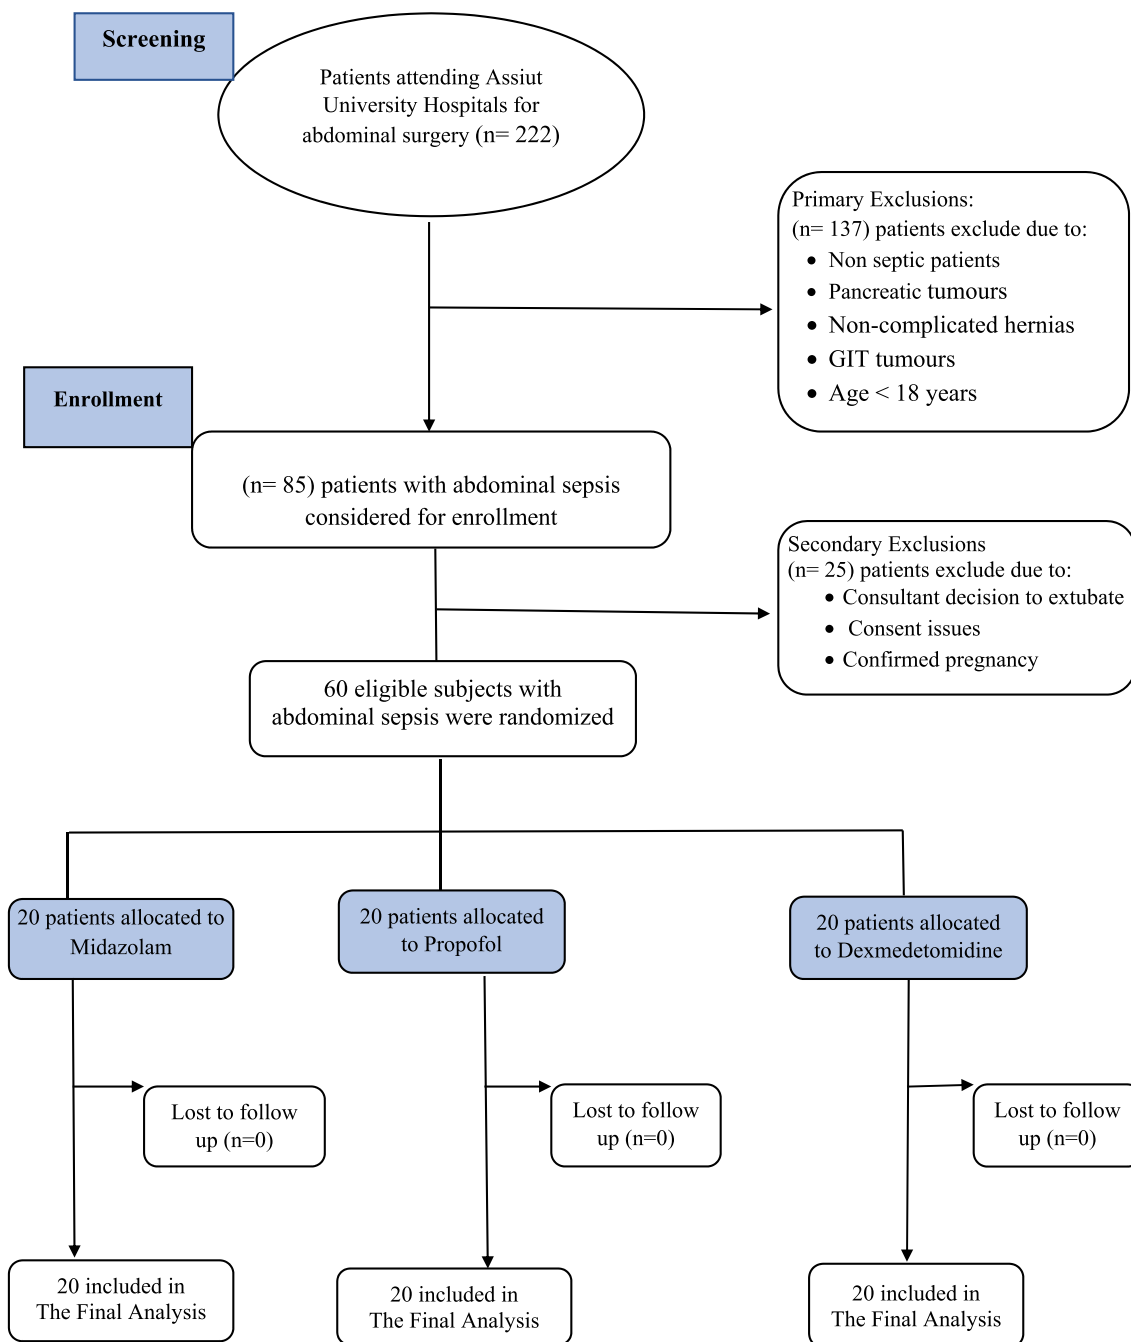 Screening
Patients attending Assiut
University Hospitals for
abdominal surgery (n= 222)
Primary Exclusions:
(n= 137) patients exclude due to:
• Non septic patients
• Pancreatic tumours
• Non-complicated hernias
• GIT tumours
• Age < 18 years
Enrollment
(n= 85) patients with abdominal sepsis
considered for enrollment
Secondary Exclusions
(n= 25) patients exclude due to:
• Consultant decision to extubate
• Consent issues
• Confirmed pregnancy
60 eligible subjects with
abdominal sepsis were randomized
20 patients allocated to
Midazolam
20 patients allocated
to Propofol
20 patients allocated
to Dexmedetomidine
Lost to follow
up (n=0)
Lost to follow
up (n=0)
Lost to follow
up (n=0)
20 included in
The Final Analysis
20 included in
The Final Analysis
20 included in
The Final Analysis